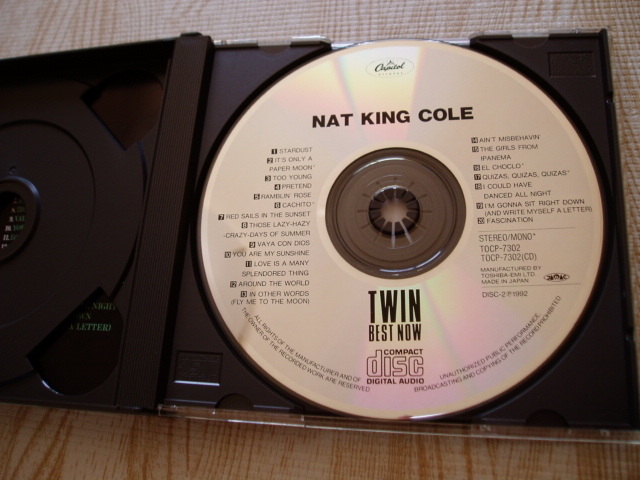 Capitol
RECORDS
NAT KING COLE
1 STARDUST
2 IT'S ONLY A
PAPER MOON*
3 TOO YOUNG
4 PRETEND
5 RAMBLIN' ROSE
6 CACHITO*
7 RED SAILS IN THE SUNSET
8 THOSE LAZY-HAZY
-CRAZY-DAYS OF SUMMER
9 VAYA CON DIOS
10 YOU ARE MY SUNSHINE
11 LOVE IS A MANY
SPLENDORED THING
12 AROUND THE WORLD
13 IN OTHER WORDS
(FLY ME TO THE MOON)
14 AIN'T MISBEHAVIN'
15 THE GIRLS FROM
IPANEMA
16 EL CHOCLO*
17 QUIZAS, QUIZAS, QUIZAS*
18 I COULD HAVE
DANCED ALL NIGHT
19 I'M GONNA SIT RIGHT DOWN
(AND WRITE MYSELF A LETTER)
20 FASCINATION
STEREO/MONO*
TOCP-7302
TOCP-7302(CD)
MANUFACTURED BY
TOSHIBA-EMI LTD.
MADE IN JAPAN
DISC-2 ℗1992
TWIN
BEST NOW
COMPACT
disc
DIGITAL AUDIO
ALL RIGHTS OF THE MANUFACTURER AND OF
THE OWNER OF THE RECORDED WORK ARE RESERVED
UNAUTHORIZED PUBLIC PERFORMANCE,
BROADCASTING AND COPYING OF THE RECORD PROHIBITED
NIGHT
OWN
A LETTER)